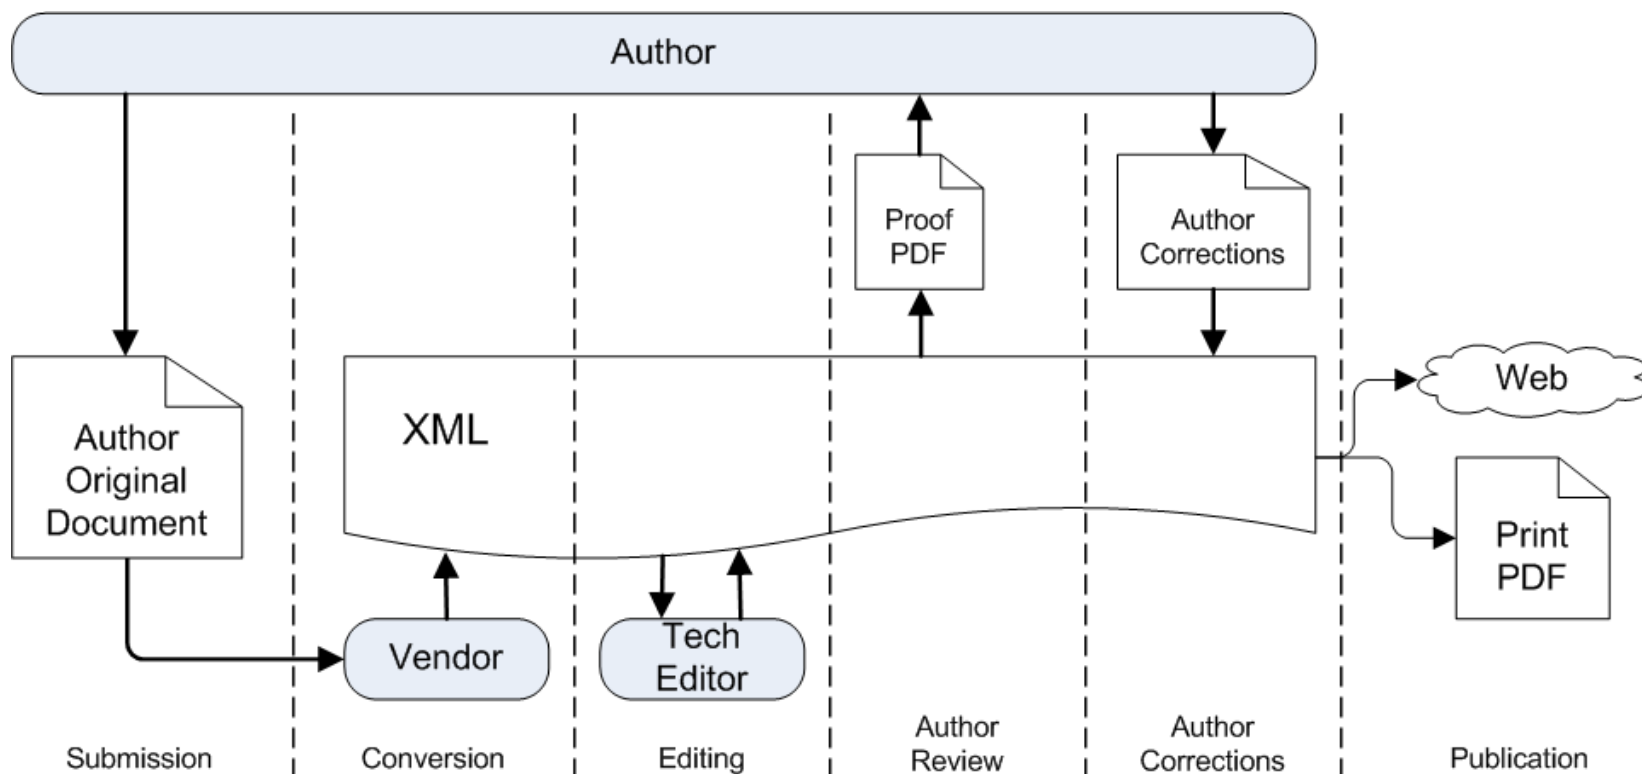 Author
Proof
PDF
Author
Corrections
Author
Original
Document
XML
Web
Print
PDF
Vendor
Tech
Editor
Submission
Conversion
Editing
Author
Review
Author
Corrections
Publication